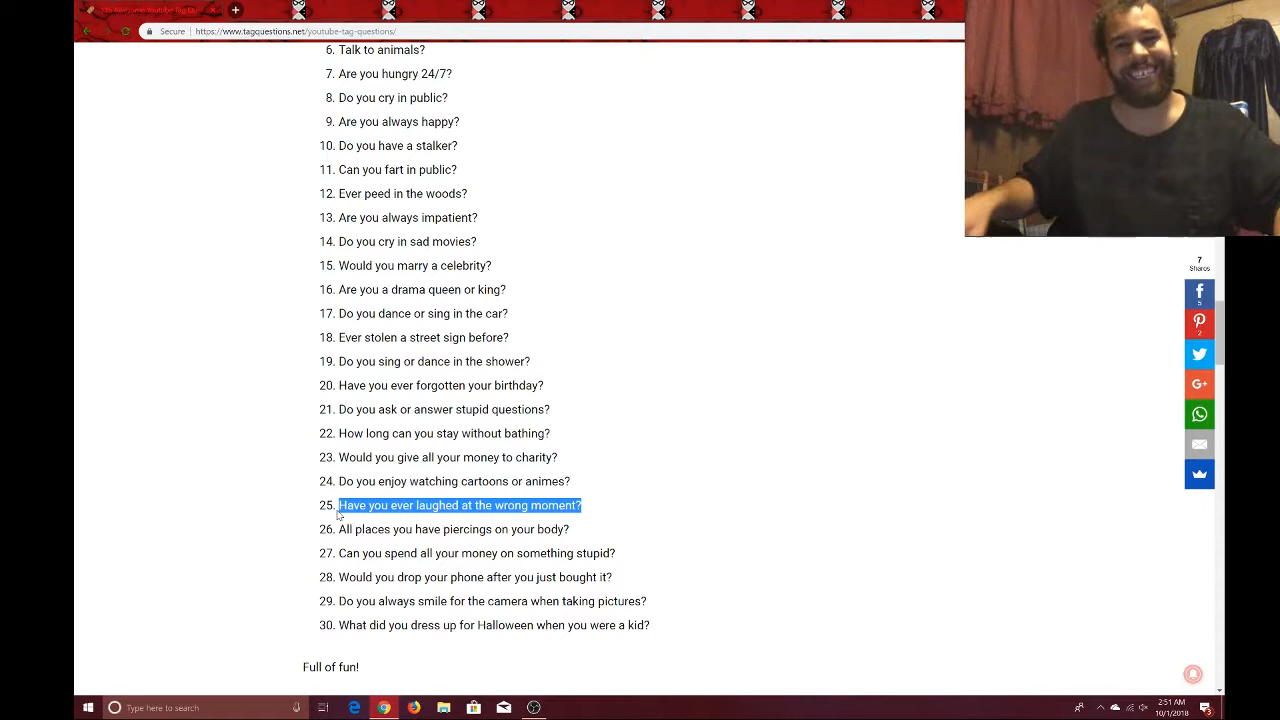 Secure
https://www.tagquestions.net/youtube-tag-questions/
6. Talk to animals?
7. Are you hungry 24/7?
8. Do you cry in public?
9. Are you always happy?
10. Do you have a stalker?
11. Can you fart in public?
12. Ever peed in the woods?
13. Are you always impatient?
14. Do you cry in sad movies?
15. Would you marry a celebrity?
16. Are you a drama queen or king?
17. Do you dance or sing in the car?
18. Ever stolen a street sign before?
19. Do you sing or dance in the shower?
20. Have you ever forgotten your birthday?
21. Do you ask or answer stupid questions?
22. How long can you stay without bathing?
23. Would you give all your money to charity?
24. Do you enjoy watching cartoons or animes?
25. Have you ever laughed at the wrong moment?
26. All places you have piercings on your body?
27. Can you spend all your money on something stupid?
28. Would you drop your phone after you just bought it?
29. Do you always smile for the camera when taking pictures?
30. What did you dress up for Halloween when you were a kid?
Full of fun!
7
Shares
5
2
G+
Type here to search
2:51 AM
10/1/2018